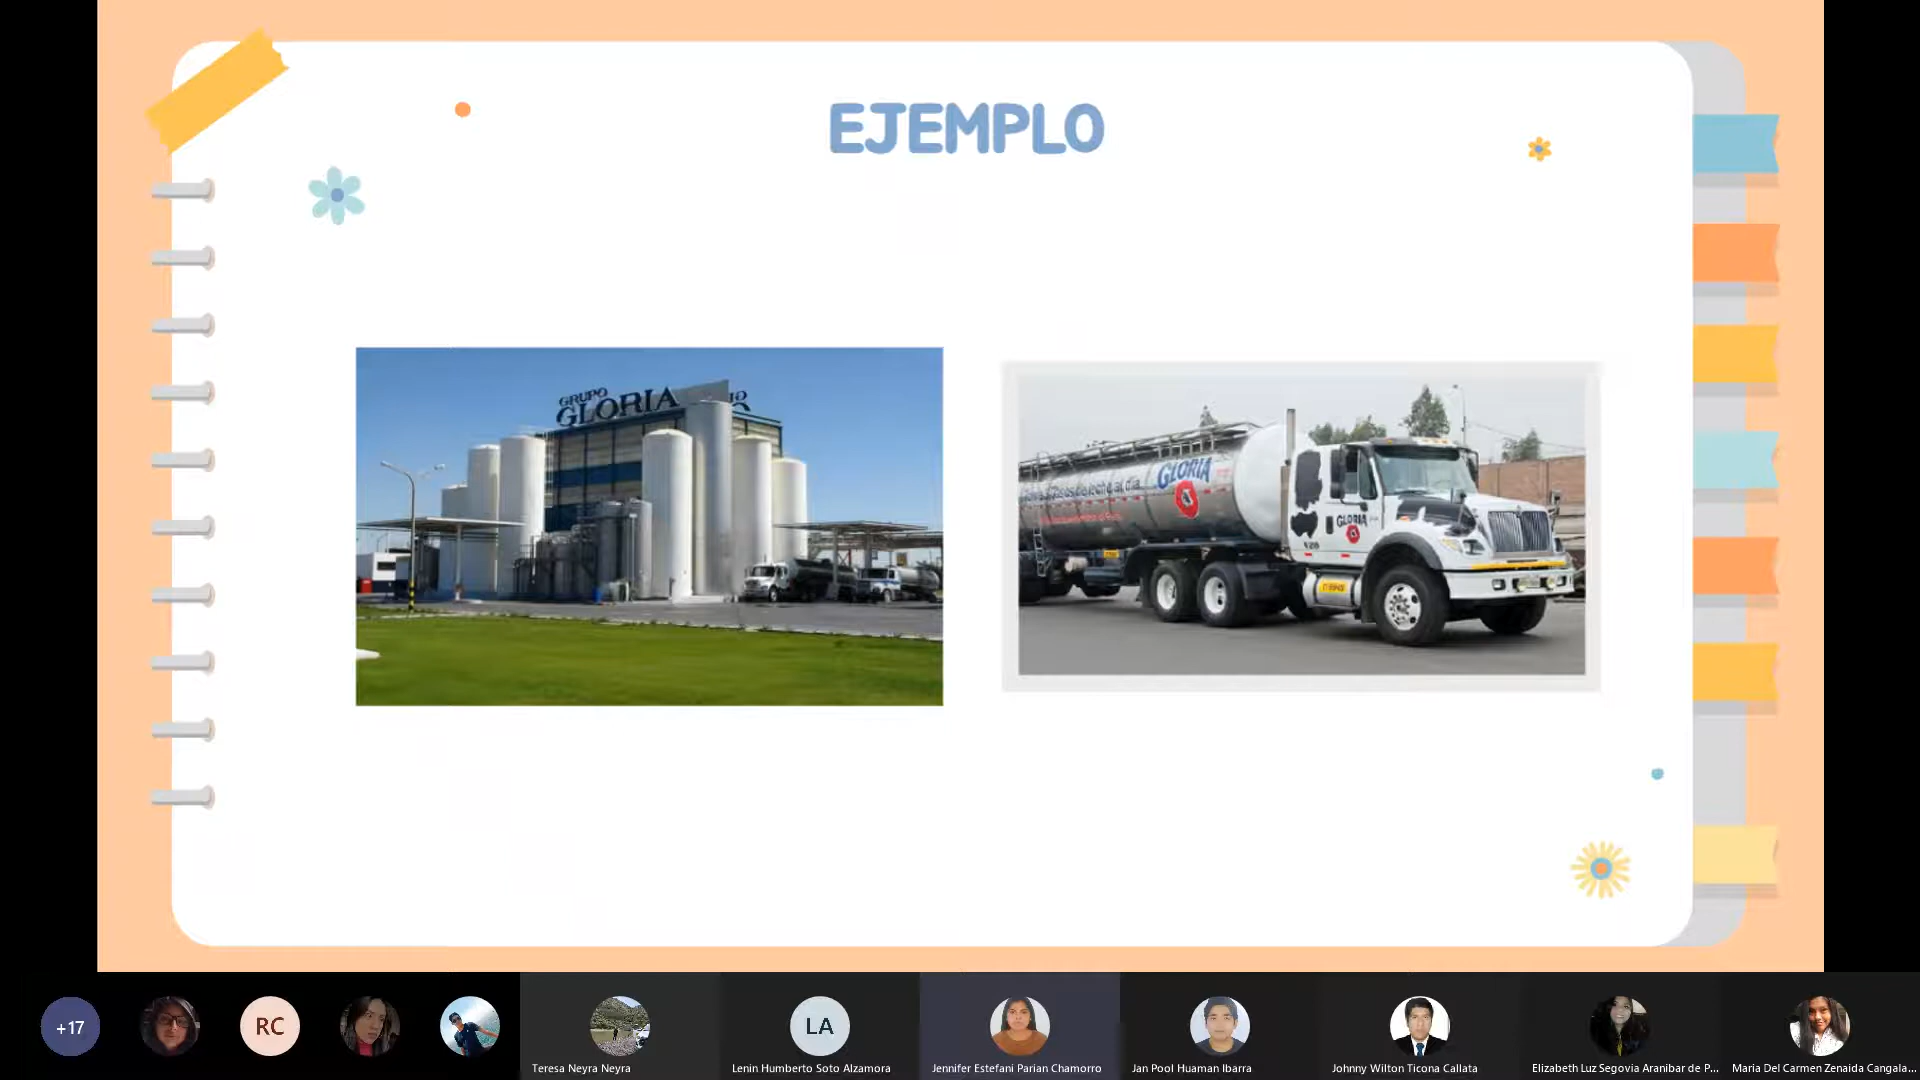 EJEMPLO
GRUPO
GLORIA
GLORIA
GLORIA
+17
RC
LA
Teresa Neyra Neyra
Lenin Humberto Soto Alzamora
Jennifer Estefani Parian Chamorro
Jan Pool Huaman Ibarra
Johnny Wilton Ticona Callata
Elizabeth Luz Segovia Aranibar de P...
Maria Del Carmen Zenaida Cangala...